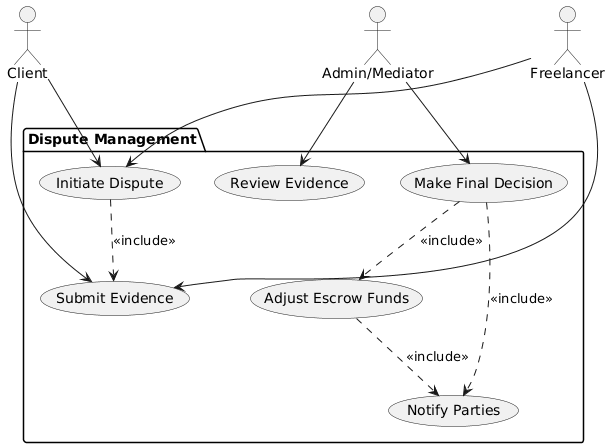 Client
Admin/Mediator
Freelancer
Dispute Management
Initiate Dispute
Review Evidence
Make Final Decision
«include»
«include»
Submit Evidence
Adjust Escrow Funds
«include»
«include»
Notify Parties